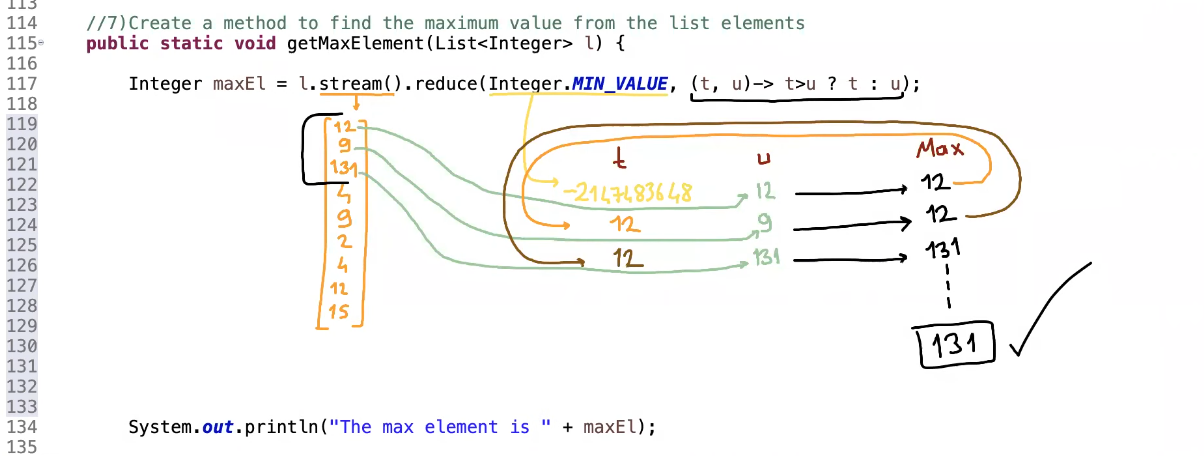 113
114 //7)Create a method to find the maximum value from the list elements
115 public static void getMaxElement(List<Integer> l) {
116
117 Integer maxEl = l.stream().reduce(Integer.MIN_VALUE, (t, u)-> t>u ? t : u);
118
119 12
120 9 t u Max
121 131
122 4 -2147483648 12 12
123 9
124 12 9 12
125 2
126 4 12 131 131
127 12
128 15
129
130 131
131
132
133
134 System.out.println("The max element is " + maxEl);
135